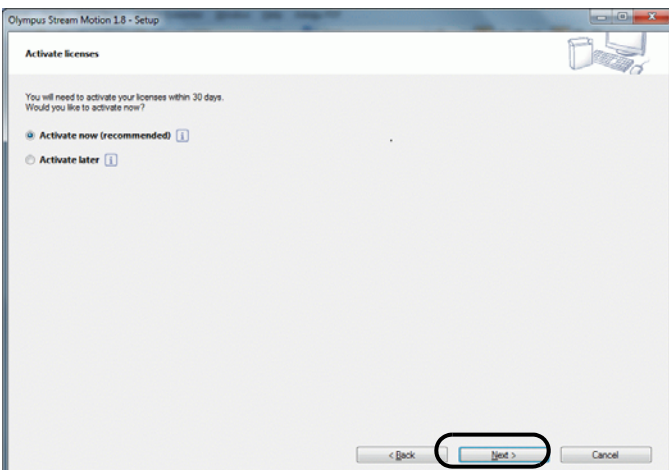 Olympus Stream Motion 1.8 - Setup
Activate licenses
You will need to activate your licenses within 30 days.
Would you like to activate now?
Activate now (recommended) i
Activate later i
< Back
Next >
Cancel